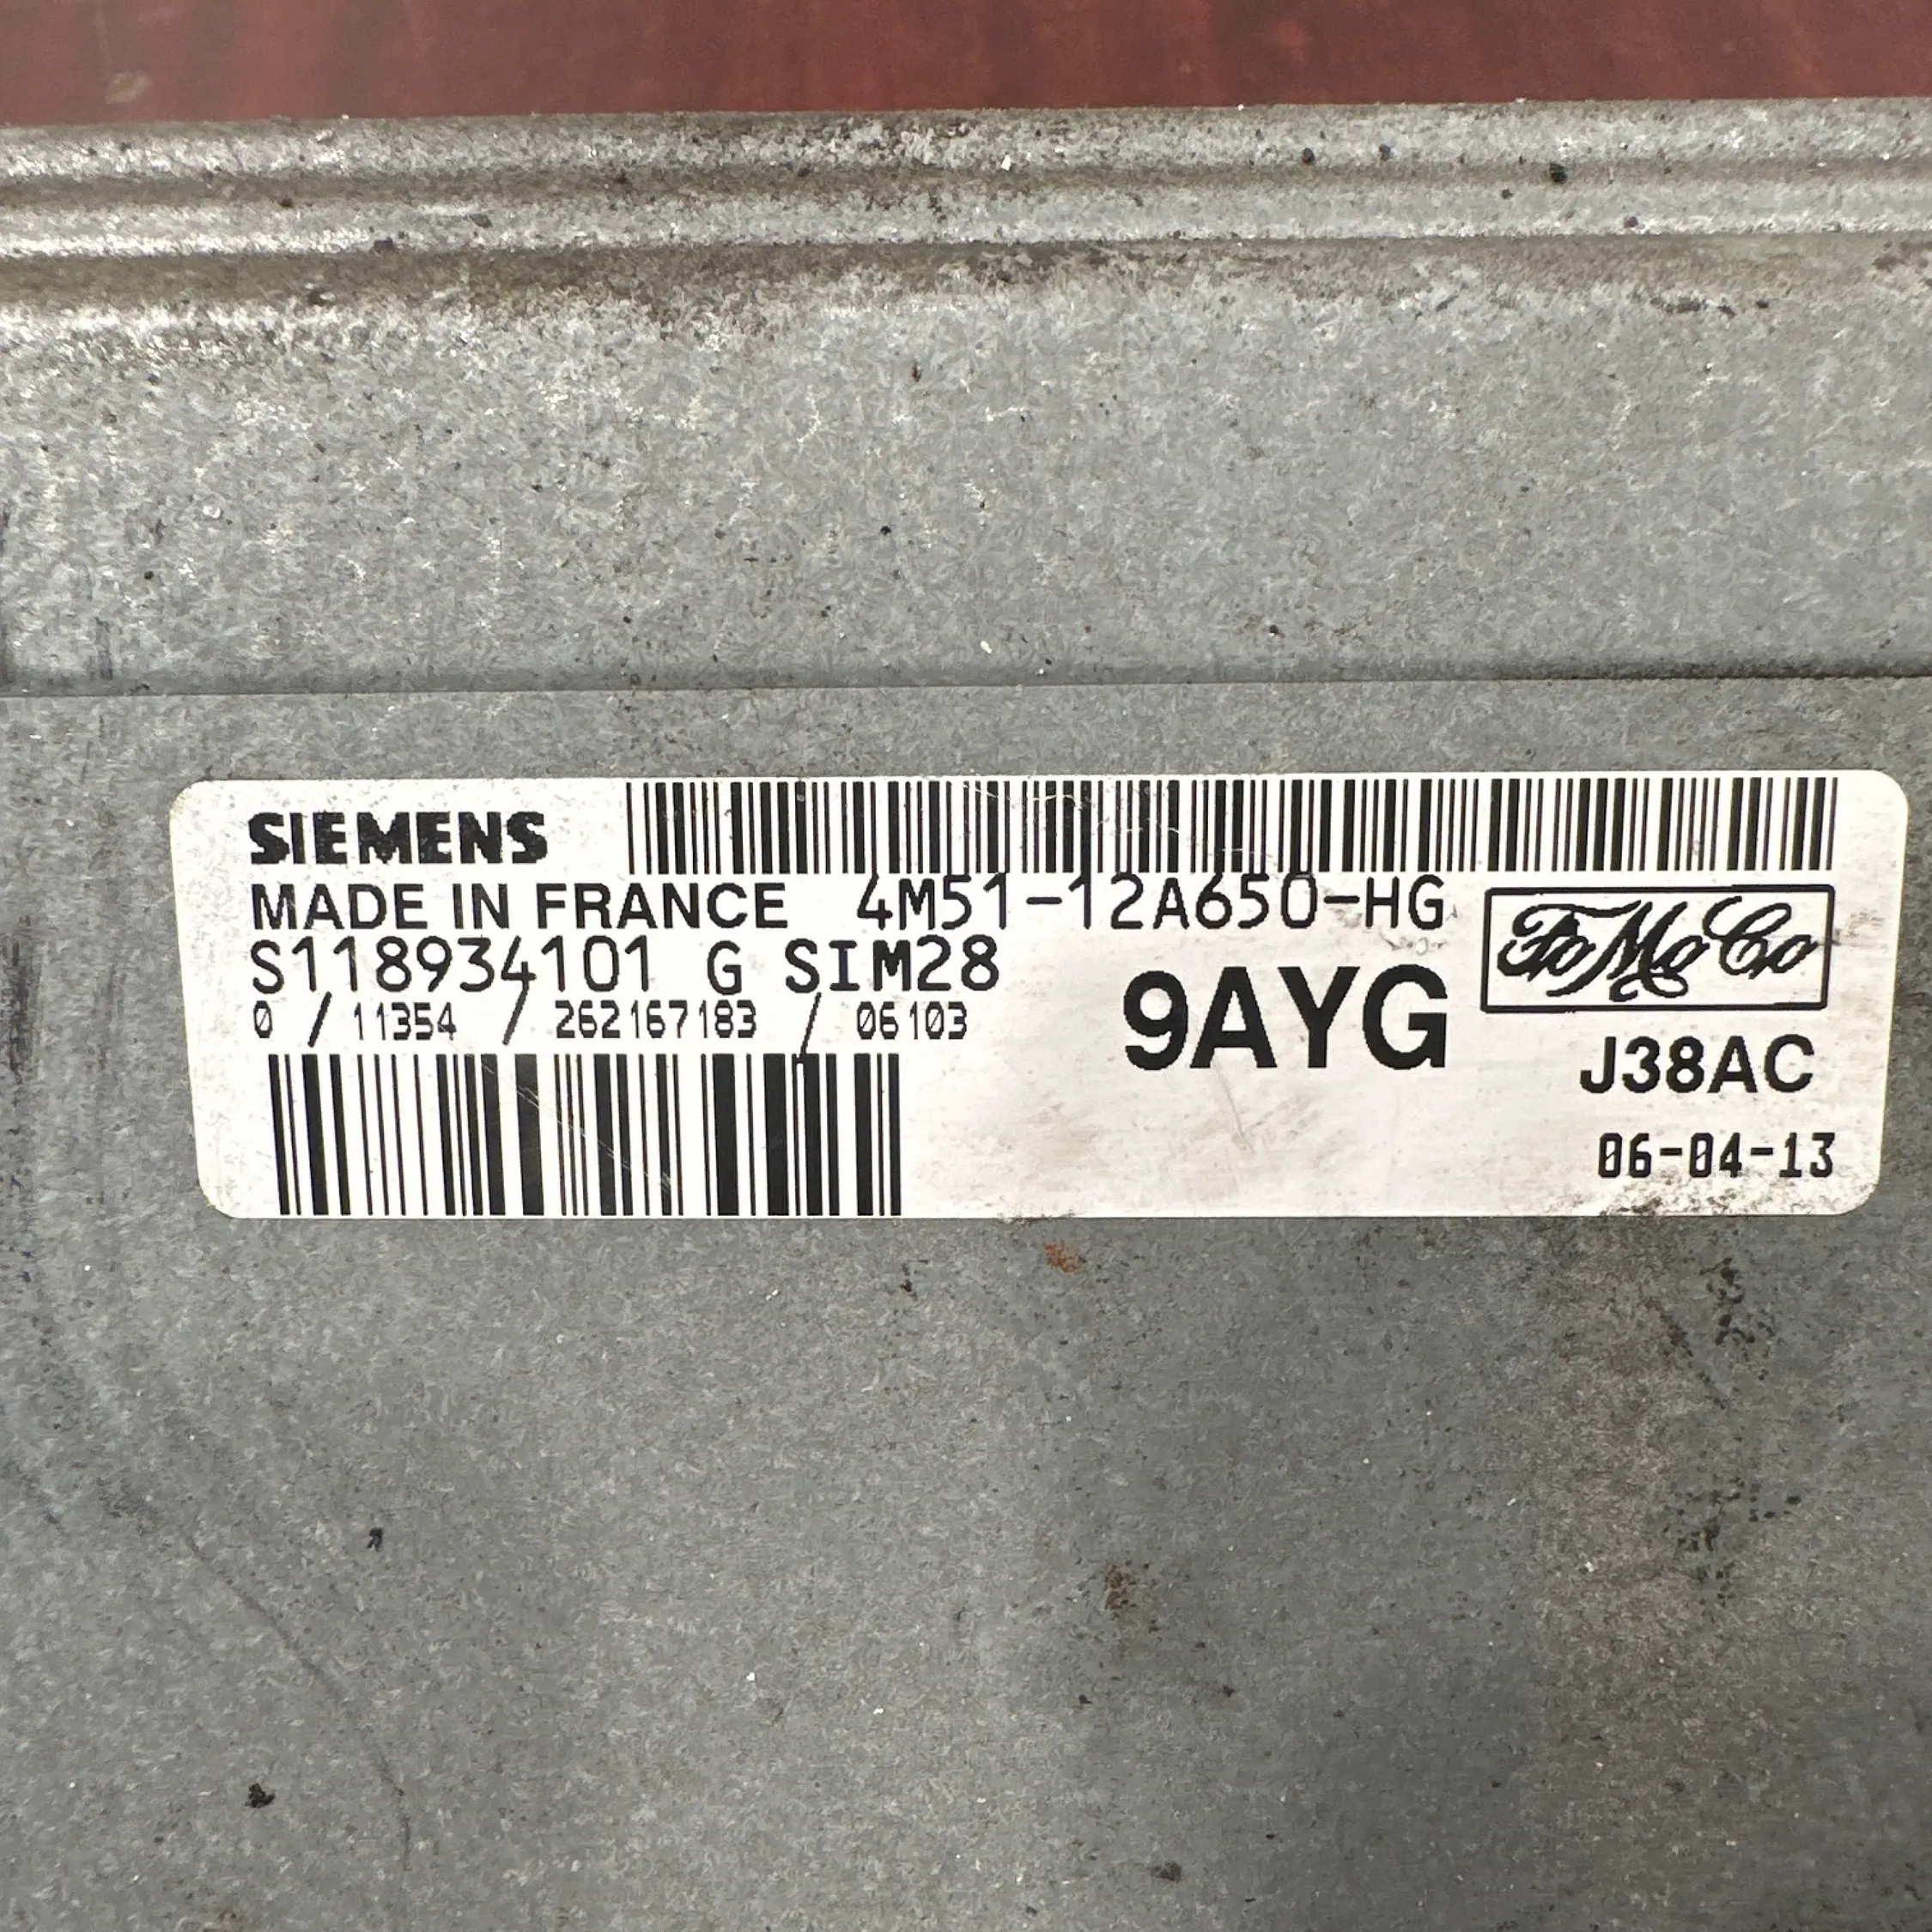 SIEMENS
MADE IN FRANCE 4M51-12A650-HG
S118934101 G SIM28
FoMoCo
0 / 11354 / 262167183 / 06103
9AYG
J38AC
06-04-13